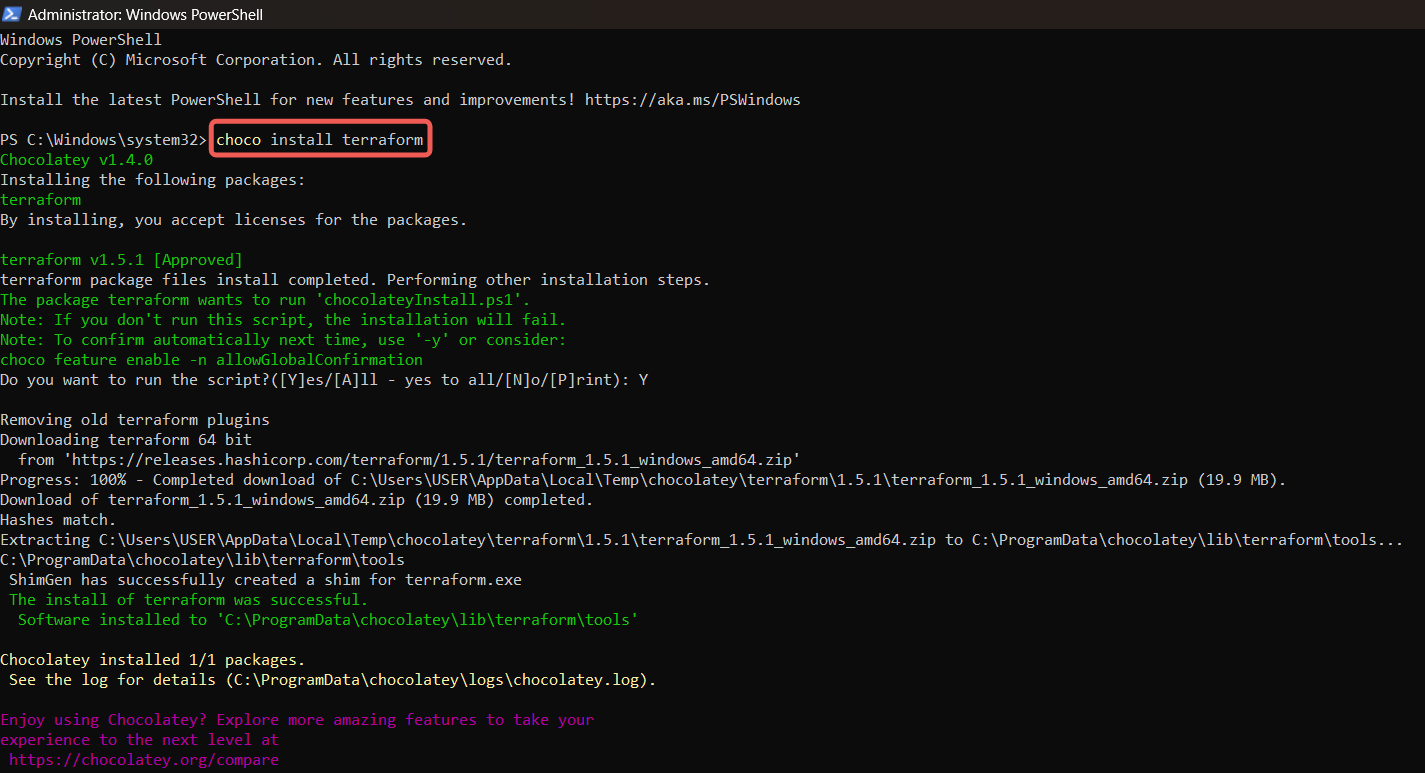 Administrator: Windows PowerShell
Windows PowerShell
Copyright (C) Microsoft Corporation. All rights reserved.
Install the latest PowerShell for new features and improvements! https://aka.ms/PSWindows
PS C:\Windows\system32> choco install terraform
Chocolatey v1.4.0
Installing the following packages:
terraform
By installing, you accept licenses for the packages.
terraform v1.5.1 [Approved]
terraform package files install completed. Performing other installation steps.
The package terraform wants to run 'chocolateyInstall.ps1'.
Note: If you don't run this script, the installation will fail.
Note: To confirm automatically next time, use '-y' or consider:
choco feature enable -n allowGlobalConfirmation
Do you want to run the script?([Y]es/[A]ll - yes to all/[N]o/[P]rint): Y
Removing old terraform plugins
Downloading terraform 64 bit
  from 'https://releases.hashicorp.com/terraform/1.5.1/terraform_1.5.1_windows_amd64.zip'
Progress: 100% - Completed download of C:\Users\USER\AppData\Local\Temp\chocolatey\terraform\1.5.1\terraform_1.5.1_windows_amd64.zip (19.9 MB).
Download of terraform_1.5.1_windows_amd64.zip (19.9 MB) completed.
Hashes match.
Extracting C:\Users\USER\AppData\Local\Temp\chocolatey\terraform\1.5.1\terraform_1.5.1_windows_amd64.zip to C:\ProgramData\chocolatey\lib\terraform\tools...
C:\ProgramData\chocolatey\lib\terraform\tools
 ShimGen has successfully created a shim for terraform.exe
 The install of terraform was successful.
  Software installed to 'C:\ProgramData\chocolatey\lib\terraform\tools'
Chocolatey installed 1/1 packages.
 See the log for details (C:\ProgramData\chocolatey\logs\chocolatey.log).
Enjoy using Chocolatey? Explore more amazing features to take your
experience to the next level at
 https://chocolatey.org/compare